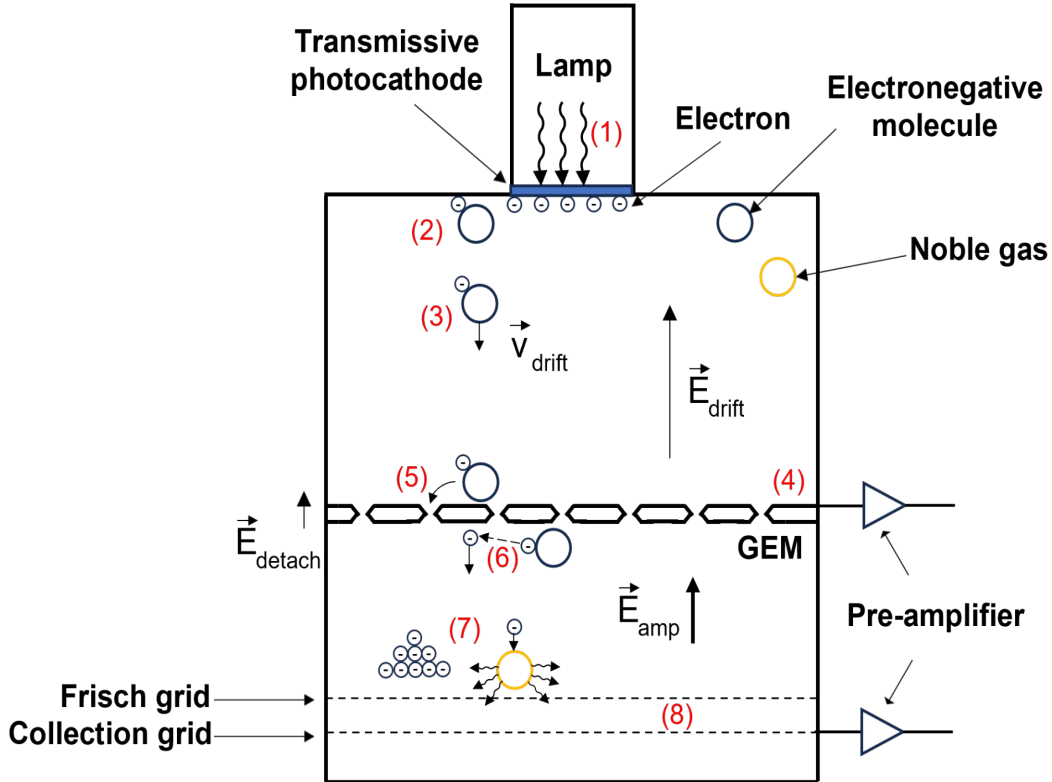 Transmissive
photocathode
Lamp
(1)
Electron
Electronegative
molecule
(2)
Noble gas
(3)
v drift
E drift
(5)
(4)
E detach
(6)
GEM
E amp
Pre-amplifier
(7)
Frisch grid
(8)
Collection grid